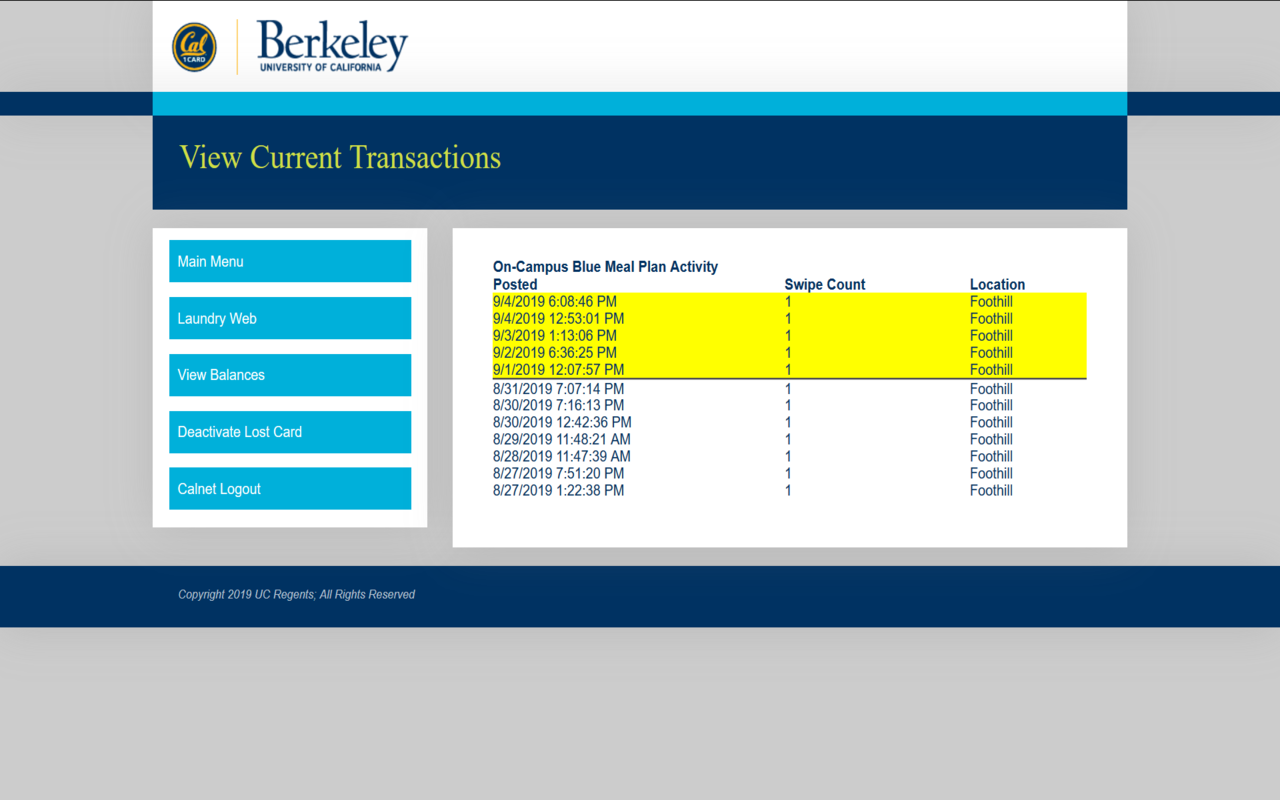 Cal
1 CARD
Berkeley
UNIVERSITY OF CALIFORNIA
View Current Transactions
Main Menu
Laundry Web
View Balances
Deactivate Lost Card
Calnet Logout
On-Campus Blue Meal Plan Activity
Posted Swipe Count Location
9/4/2019 6:08:46 PM 1 Foothill
9/4/2019 12:53:01 PM 1 Foothill
9/3/2019 1:13:06 PM 1 Foothill
9/2/2019 6:36:25 PM 1 Foothill
9/1/2019 12:07:57 PM 1 Foothill
8/31/2019 7:07:14 PM 1 Foothill
8/30/2019 7:16:13 PM 1 Foothill
8/30/2019 12:42:36 PM 1 Foothill
8/29/2019 11:48:21 AM 1 Foothill
8/28/2019 11:47:39 AM 1 Foothill
8/27/2019 7:51:20 PM 1 Foothill
8/27/2019 1:22:38 PM 1 Foothill
Copyright 2019 UC Regents; All Rights Reserved